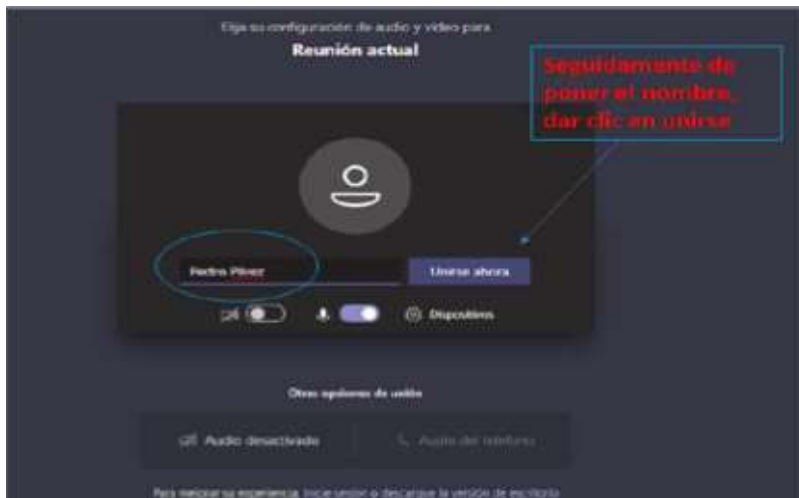 Elija su configuración de audio y vídeo para
Reunión actual
Seguidamente de
poner el nombre,
dar clic en unirse
Pedro Pérez
Unirse ahora
Dispositivos
Otras opciones de unión
Audio desactivado
Audio del teléfono
Para mejorar su experiencia, inicie sesión o descargue la versión de escritorio